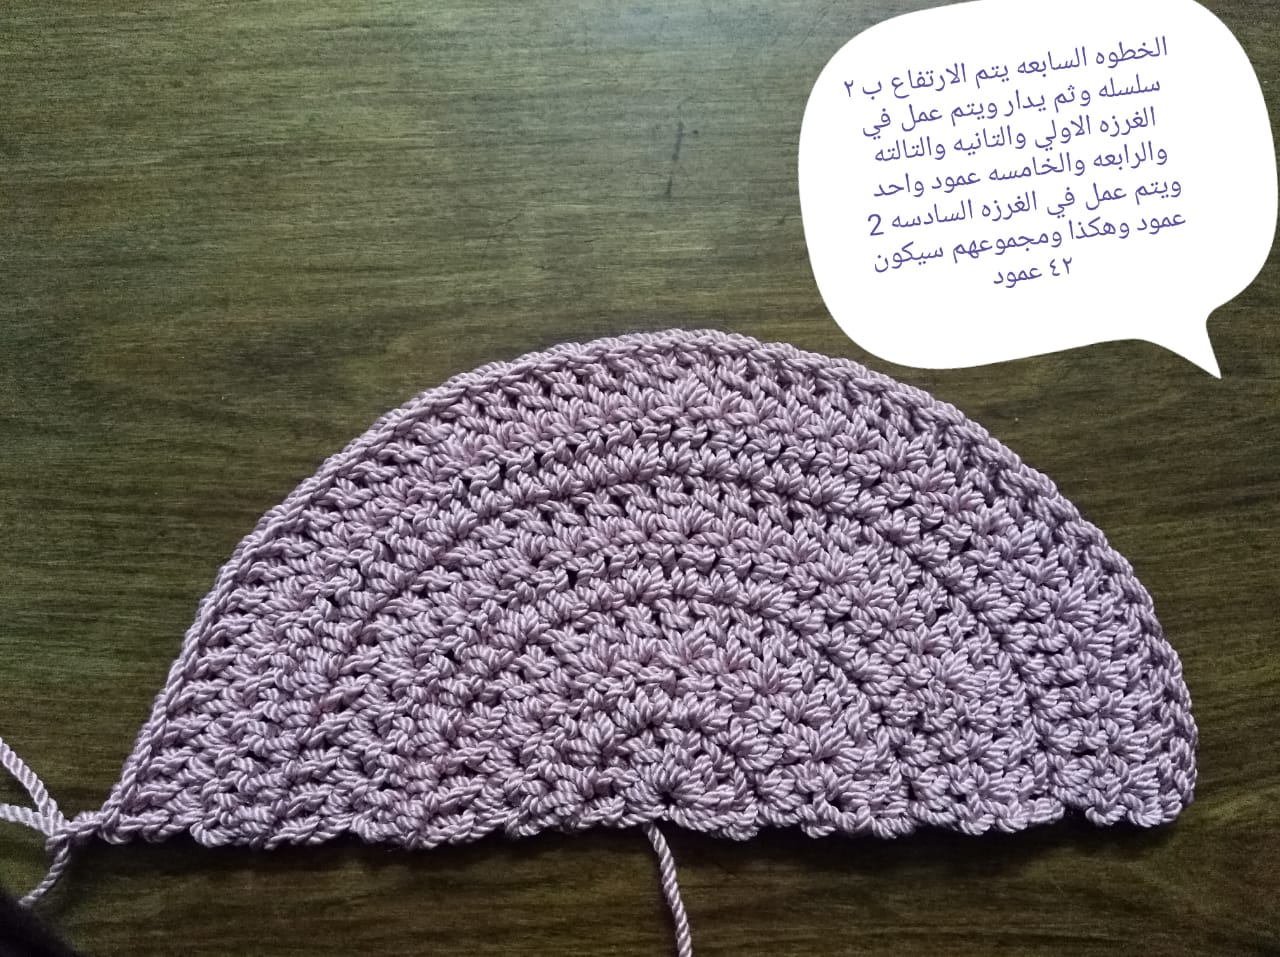 الخطوه السابعه يتم الارتفاع ب ٢
سلسله وثم يدار ويتم عمل في
الغرزه الاولي والتانيه والتالته
والرابعه والخامسه عمود واحد
ويتم عمل في الغرزه السادسه 2
عمود وهكذا ومجموعهم سيكون
٤٢ عمود